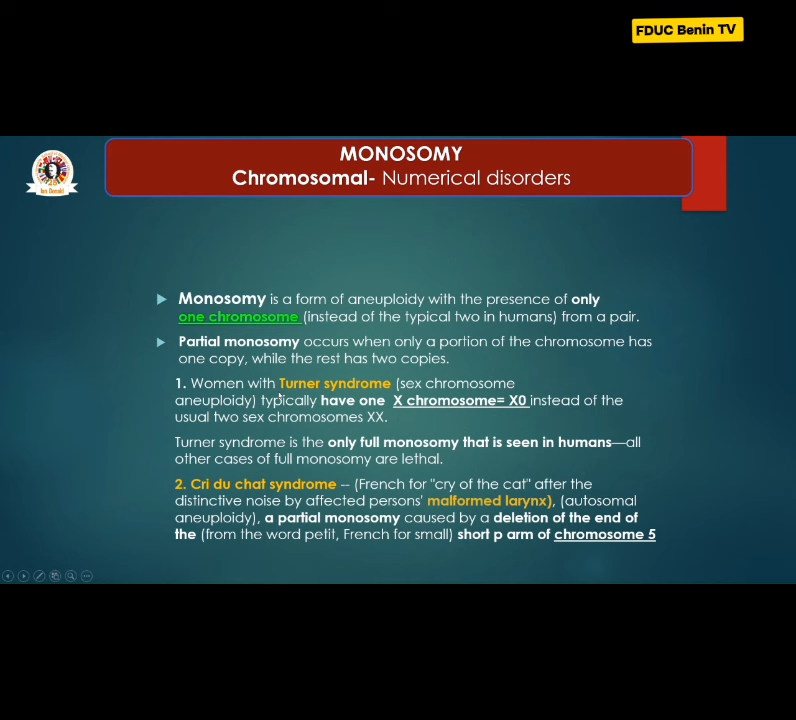 FDUC Benin TV
MONOSOMY
Chromosomal- Numerical disorders
Ian Donald
Monosomy is a form of aneuploidy with the presence of only
one chromosome (instead of the typical two in humans) from a pair.
Partial monosomy occurs when only a portion of the chromosome has
one copy, while the rest has two copies.
1. Women with Turner syndrome (sex chromosome
aneuploidy) typically have one X chromosome= X0 instead of the
usual two sex chromosomes XX.
Turner syndrome is the only full monosomy that is seen in humans—all
other cases of full monosomy are lethal.
2. Cri du chat syndrome -- (French for "cry of the cat" after the
distinctive noise by affected persons' malformed larynx), (autosomal
aneuploidy), a partial monosomy caused by a deletion of the end of
the (from the word petit, French for small) short p arm of chromosome 5